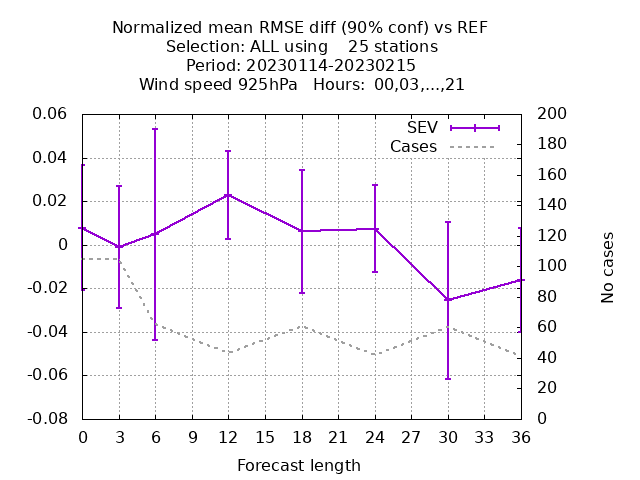 Normalized mean RMSE diff (90% conf) vs REF
Selection: ALL using    25 stations
Period: 20230114-20230215
Wind speed 925hPa   Hours:  00,03,...,21
SEV
Cases
0.06
0.04
0.02
0
-0.02
-0.04
-0.06
-0.08
200
180
160
140
120
100
80
60
40
20
0
No cases
0 3 6 9 12 15 18 21 24 27 30 33 36
Forecast length